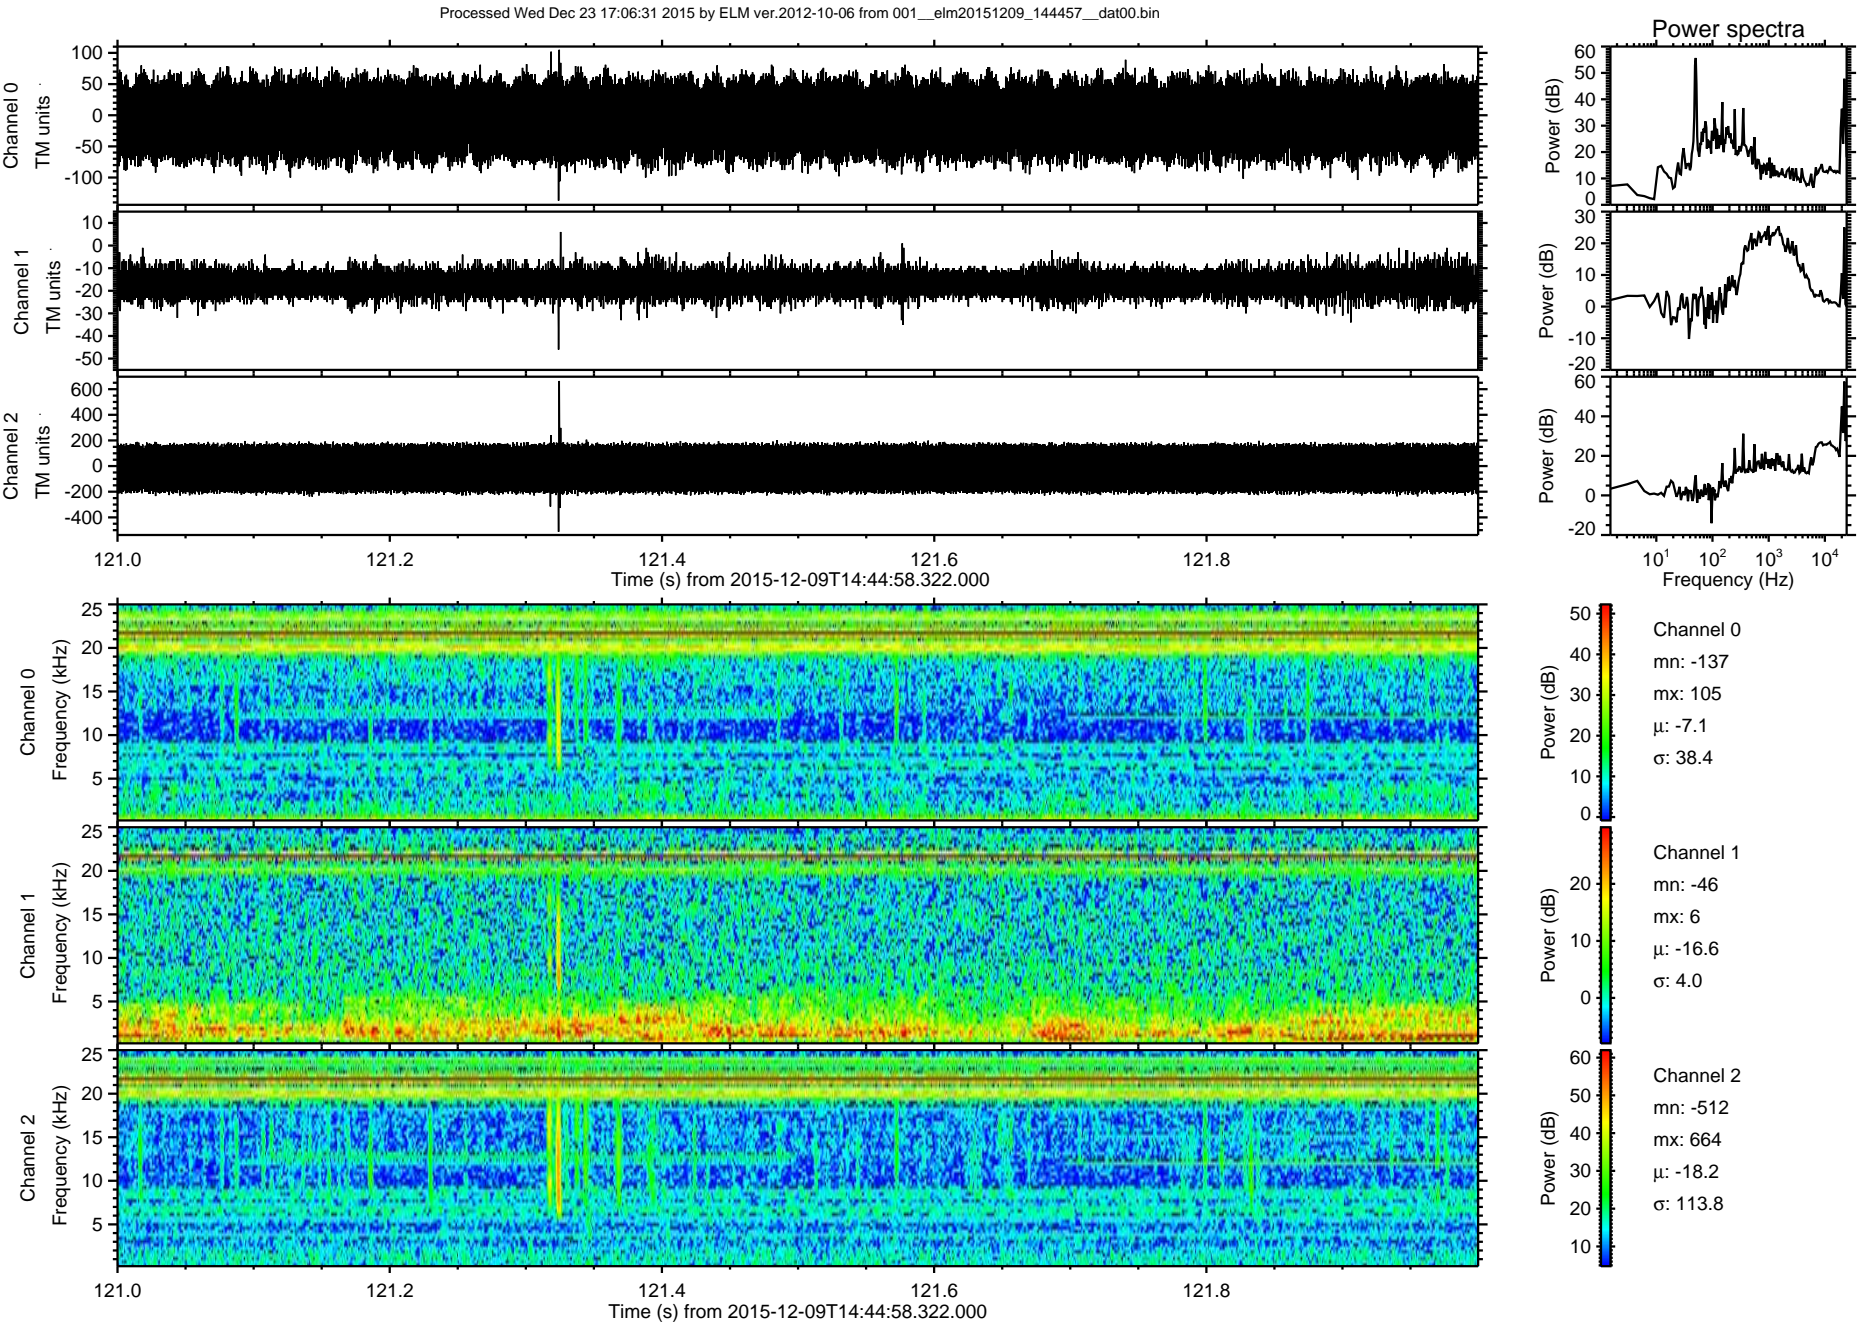 Processed Wed Dec 23 17:06:31 2015 by ELM ver.2012-10-06 from 001__elm20151209_144457__dat00.bin
Power spectra
Channel 0
TM units
100
50
0
-50
-100
Power (dB)
60
50
40
30
20
10
0
Channel 1
TM units
10
0
-10
-20
-30
-40
-50
Power (dB)
30
20
10
0
-10
-20
Channel 2
TM units
600
400
200
0
-200
-400
Power (dB)
60
40
20
0
-20
121.0 121.2 121.4 121.6 121.8
Time (s) from 2015-12-09T14:44:58.322.000
10¹ 10² 10³ 10⁴
Frequency (Hz)
Channel 0
Frequency (kHz)
25
20
15
10
5
Power (dB)
50
40
30
20
10
0
Channel 0
mn: -137
mx: 105
μ: -7.1
σ: 38.4
Channel 1
Frequency (kHz)
25
20
15
10
5
Power (dB)
20
10
0
Channel 1
mn: -46
mx: 6
μ: -16.6
σ: 4.0
Channel 2
Frequency (kHz)
25
20
15
10
5
Power (dB)
60
50
40
30
20
10
Channel 2
mn: -512
mx: 664
μ: -18.2
σ: 113.8
121.0 121.2 121.4 121.6 121.8
Time (s) from 2015-12-09T14:44:58.322.000